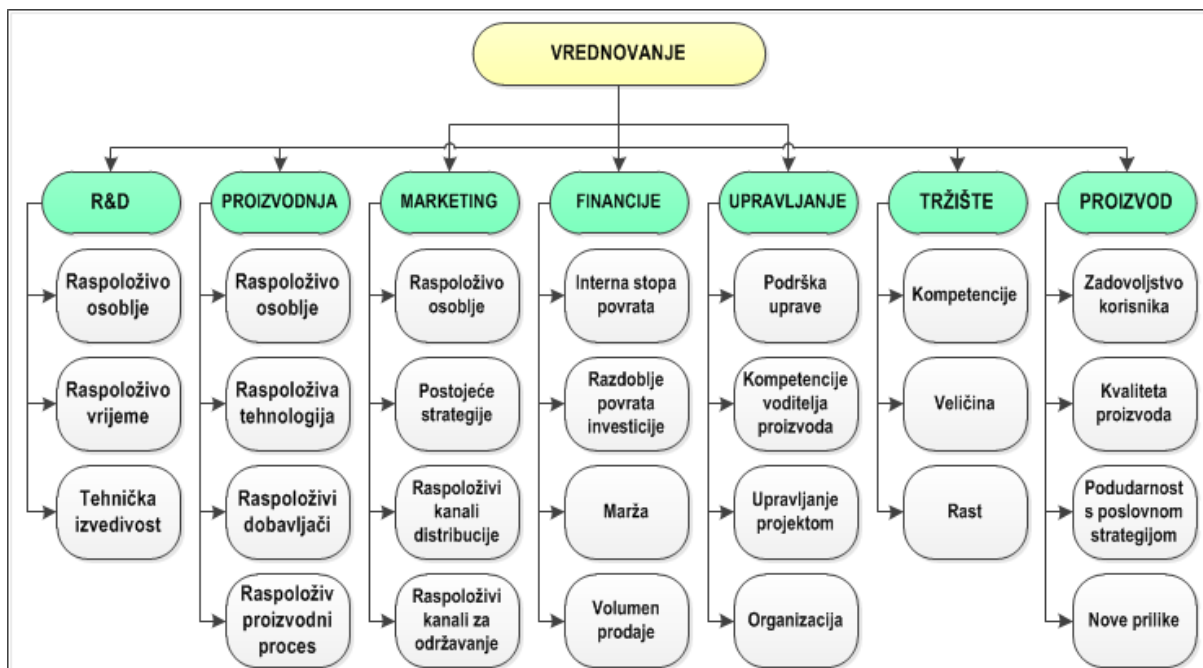 VREDNOVANJE
R&D
Raspoloživo
osoblje
Raspoloživo
vrijeme
Tehnička
izvedivost
PROIZVODNJA
Raspoloživo
osoblje
Raspoloživa
tehnologija
Raspoloživi
dobavljači
Raspoloživ
proizvodni
proces
MARKETING
Raspoloživo
osoblje
Postojeće
strategije
Raspoloživi
kanali
distribucije
Raspoloživi
kanali za
održavanje
FINANCIJE
Interna stopa
povrata
Razdoblje
povrata
investicije
Marža
Volumen
prodaje
UPRAVLJANJE
Podrška
uprave
Kompetencije
voditelja
proizvoda
Upravljanje
projektom
Organizacija
TRŽIŠTE
Kompetencije
Veličina
Rast
PROIZVOD
Zadovoljstvo
korisnika
Kvaliteta
proizvoda
Podudarnost
s poslovnom
strategijom
Nove prilike